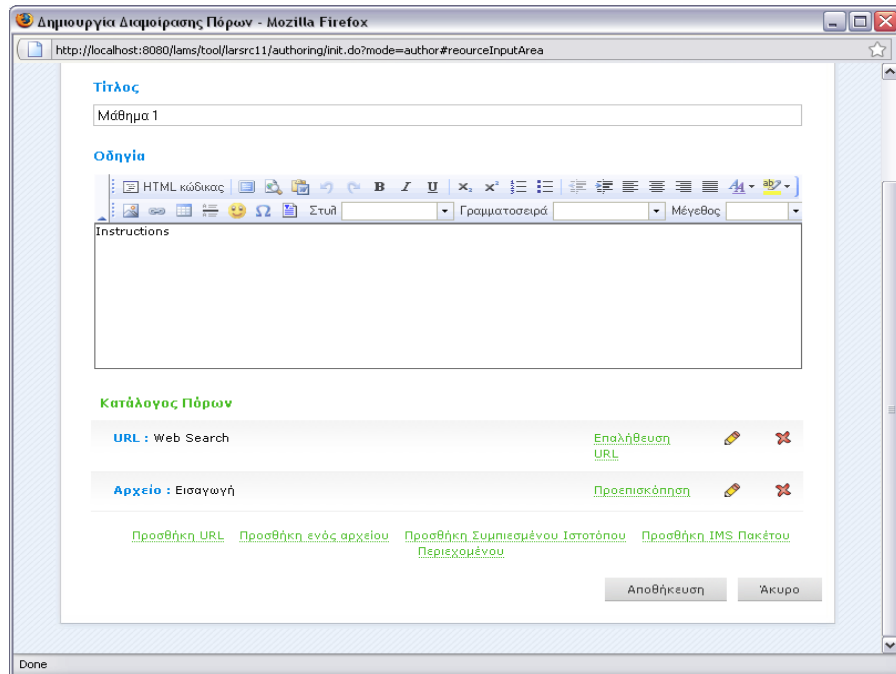 Δημιουργία Διαμοίρασης Πόρων - Mozilla Firefox
http://localhost:8080/lams/tool/larsrc11/authoring/init.do?mode=author#reourceInputArea
Τίτλος
Μάθημα 1
Οδηγία
HTML κώδικας B I U x₂ x²
Στυλ Γραμματοσειρά Μέγεθος
Instructions
Κατάλογος Πόρων
URL : Web Search Επαλήθευση
URL
Αρχείο : Εισαγωγή Προεπισκόπηση
Προσθήκη URL Προσθήκη ενός αρχείου Προσθήκη Συμπιεσμένου Ιστοτόπου Προσθήκη IMS Πακέτου
Περιεχομένου
Αποθήκευση Άκυρο
Done